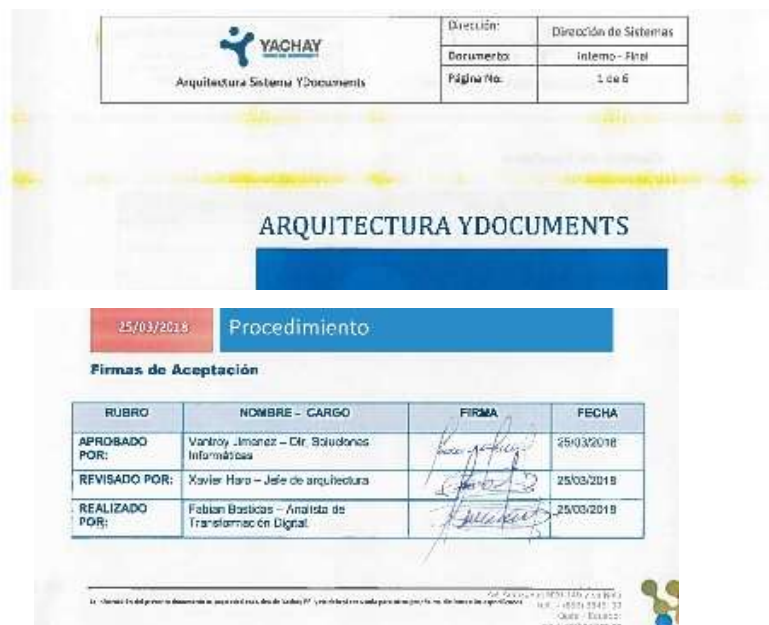 YACHAY
Arquitectura Sistema YDocuments
Dirección: Dirección de Sistemas
Documento: Interno - Final
Página No: 1 de 6
ARQUITECTURA YDOCUMENTS
25/03/2018 Procedimiento
Firmas de Aceptación
RUBRO NOMBRE – CARGO FIRMA FECHA
APROBADO POR: Vantroy Jimenez – Dir. Soluciones Informáticas 25/03/2018
REVISADO POR: Xavier Haro – Jefe de arquitectura 25/03/2018
REALIZADO POR: Fabian Bastidas – Analista de Transformación Digital 25/03/2018
Quito - Ecuador